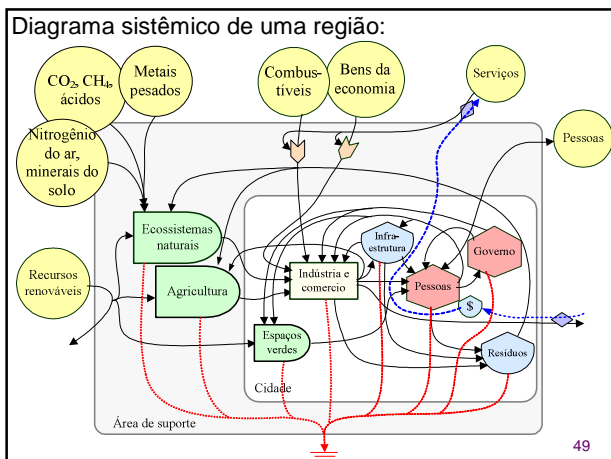 Diagrama sistêmico de uma região:
CO₂, CH₄,
ácidos
Metais
pesados
Combus-
tíveis
Bens da
economia
Serviços
Pessoas
Nitrogênio
do ar,
minerais do
solo
Ecossistemas
naturais
Recursos
renováveis
Agricultura
Espaços
verdes
Indústria e
comercio
Infra-
estrutura
Pessoas
Governo
$
Resíduos
Cidade
Área de suporte
49